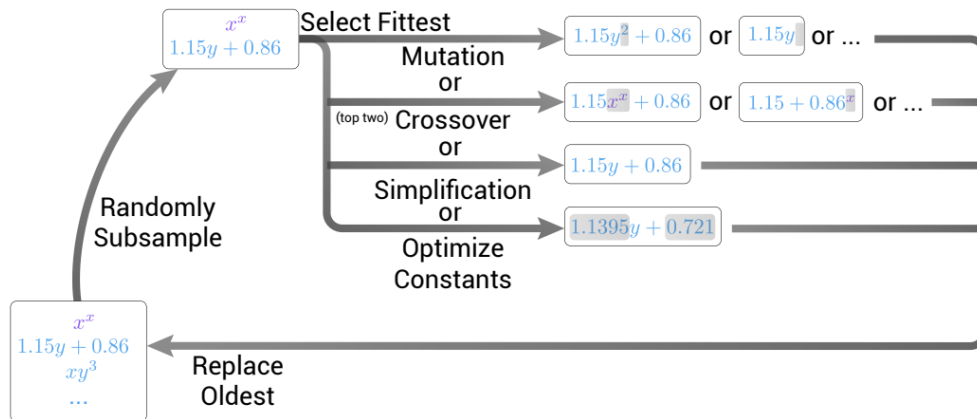 x^x
1.15y + 0.86
Select Fittest
1.15y^2 + 0.86 or 1.15y or ...
Mutation
or
1.15x^x + 0.86 or 1.15 + 0.86^x or ...
(top two) Crossover
or
1.15y + 0.86
Simplification
or
1.1395y + 0.721
Optimize
Constants
Randomly
Subsample
x^x
1.15y + 0.86
xy^3
...
Replace
Oldest